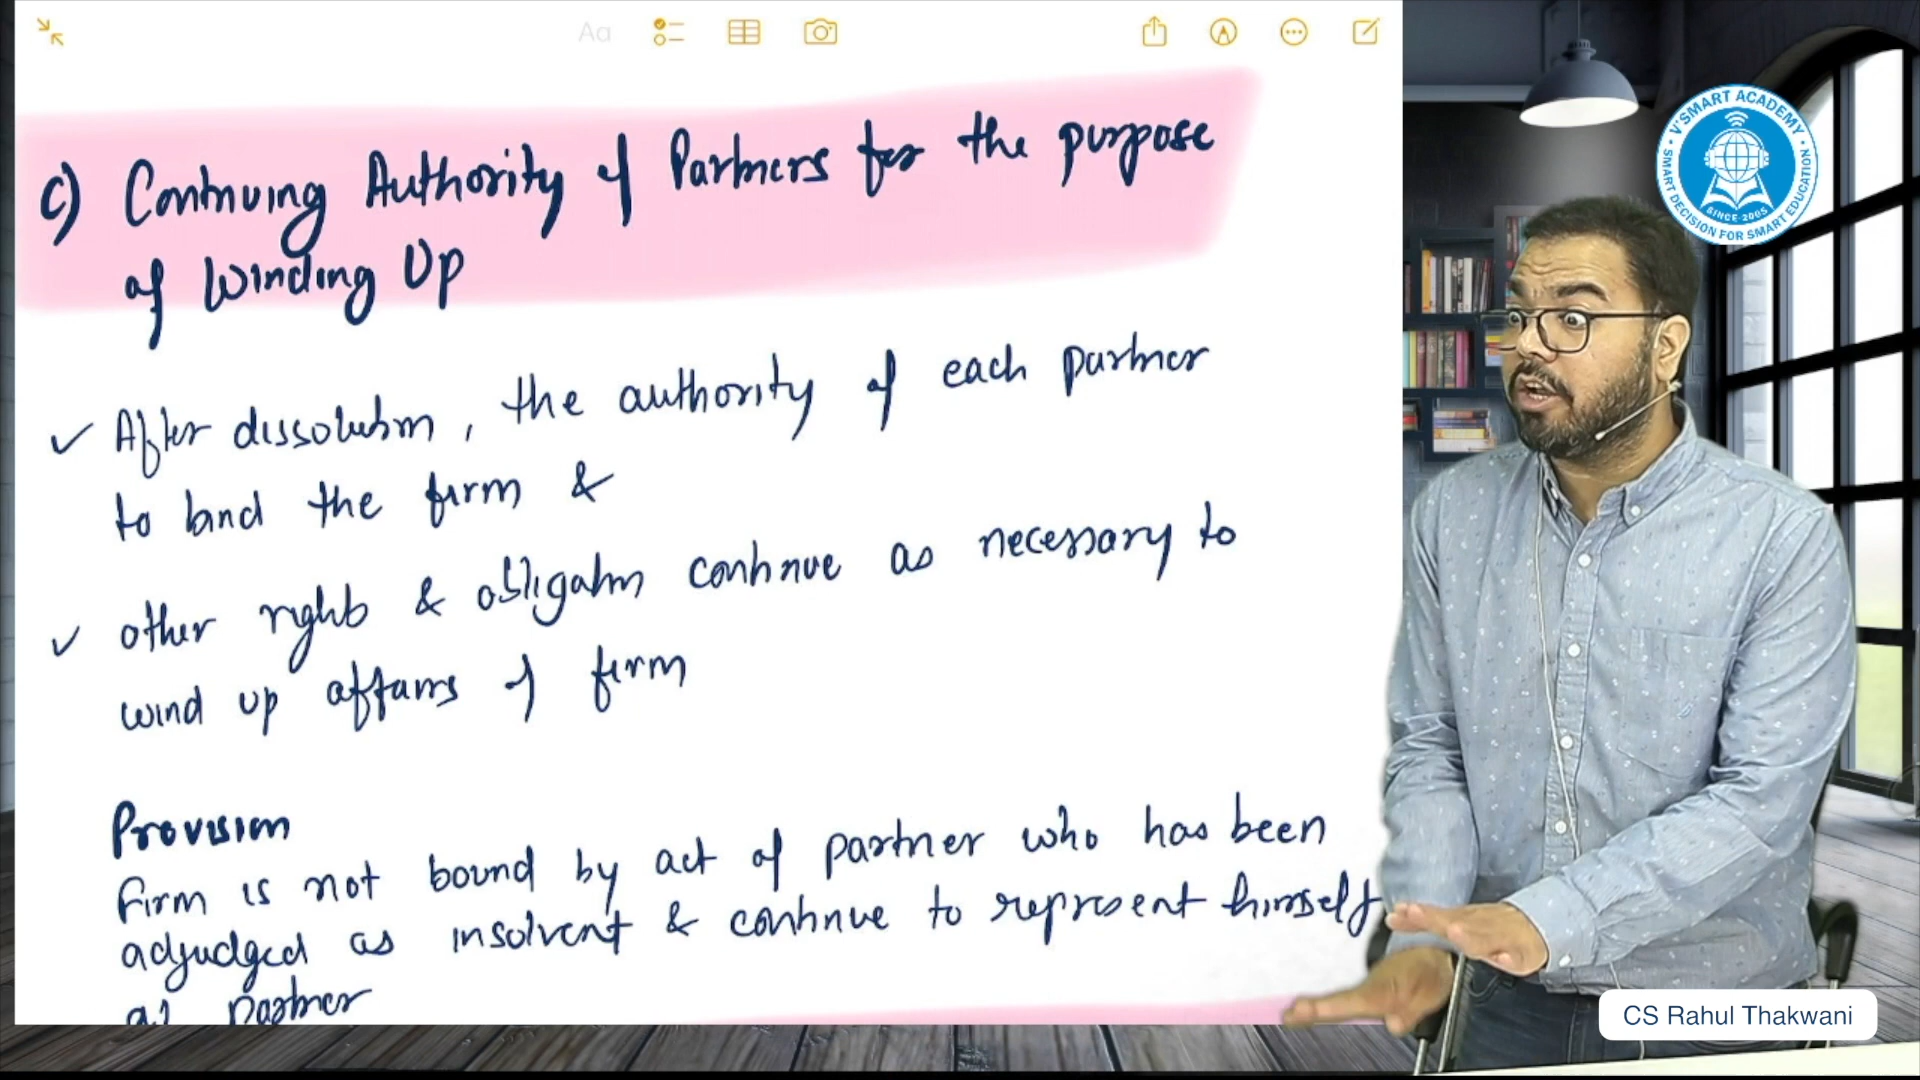 Aa
c) Continuing Authority of Partners for the purpose
of Winding Up
✓ After dissolution, the authority of each partner
to bind the firm &
✓ other rights & obligation continue as necessary to
wind up affairs of firm
Provision
Firm is not bound by act of partner who has been
adjudged as insolvent & continue to represent himself
as partner
V'SMART ACADEMY
SMART DECISION FOR SMART EDUCATION
SINCE-2005
CS Rahul Thakwani